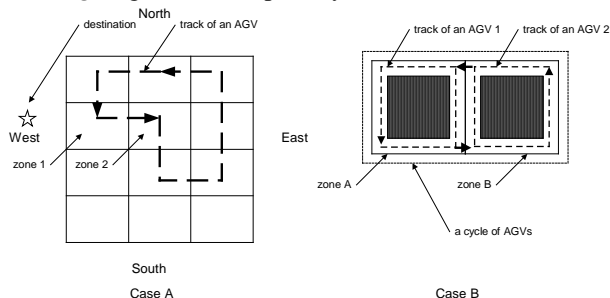 North
destination
track of an AGV
West
East
zone 1
zone 2
South
Case A
track of an AGV 1
track of an AGV 2
zone A
zone B
a cycle of AGVs
Case B